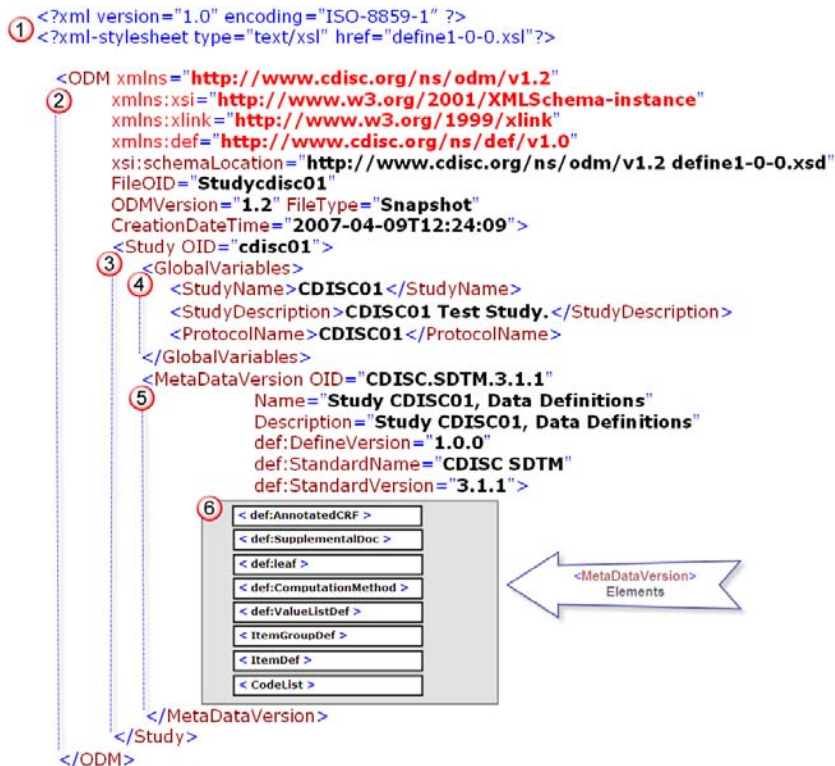 <?xml version="1.0" encoding="ISO-8859-1" ?>
1 <?xml-stylesheet type="text/xsl" href="define1-0-0.xsl"?>
<ODM xmlns="http://www.cdisc.org/ns/odm/v1.2"
2 xmlns:xsi="http://www.w3.org/2001/XMLSchema-instance"
xmlns:xlink="http://www.w3.org/1999/xlink"
xmlns:def="http://www.cdisc.org/ns/def/v1.0"
xsi:schemaLocation="http://www.cdisc.org/ns/odm/v1.2 define1-0-0.xsd"
FileOID="Studycdisc01"
ODMVersion="1.2" FileType="Snapshot"
CreationDateTime="2007-04-09T12:24:09">
<Study OID="cdisc01">
3 <GlobalVariables>
4 <StudyName>CDISC01</StudyName>
<StudyDescription>CDISC01 Test Study.</StudyDescription>
<ProtocolName>CDISC01</ProtocolName>
</GlobalVariables>
<MetaDataVersion OID="CDISC.SDTM.3.1.1"
5 Name="Study CDISC01, Data Definitions"
Description="Study CDISC01, Data Definitions"
def:DefineVersion="1.0.0"
def:StandardName="CDISC SDTM"
def:StandardVersion="3.1.1">
6 < def:AnnotatedCRF >
< def:SupplementalDoc >
< def:leaf >
< def:ComputationMethod >
< def:ValueListDef >
< ItemGroupDef >
< ItemDef >
< CodeList >
<MetaDataVersion>
Elements
</MetaDataVersion>
</Study>
</ODM>